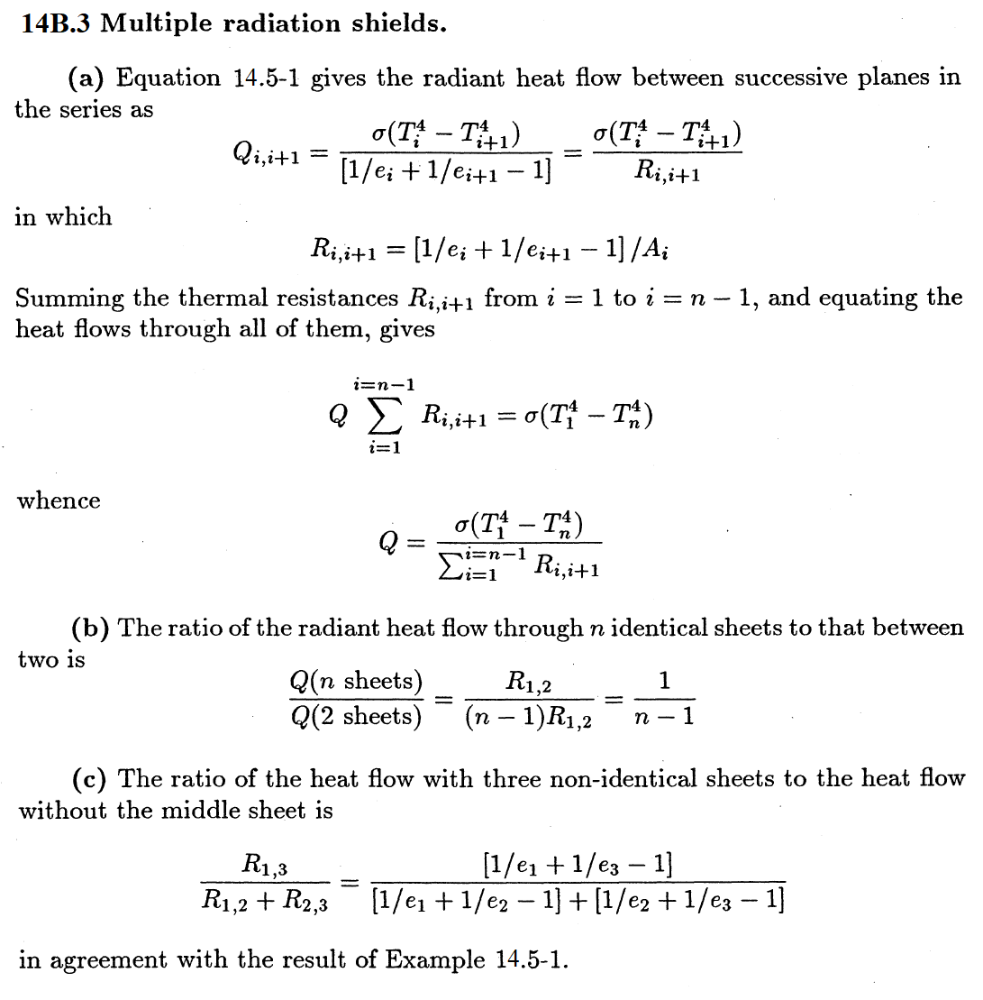 14B.3 Multiple radiation shields.
(a) Equation 14.5-1 gives the radiant heat flow between successive planes in
the series as
Q_{i,i+1} = \frac{σ(T_i^4 − T_{i+1}^4)}{[1/e_i + 1/e_{i+1} − 1]} = \frac{σ(T_i^4 − T_{i+1}^4)}{R_{i,i+1}}
in which
R_{i,i+1} = [1/e_i + 1/e_{i+1} − 1] /A_i
Summing the thermal resistances R_{i,i+1} from i = 1 to i = n − 1, and equating the
heat flows through all of them, gives
Q \sum_{i=1}^{i=n−1} R_{i,i+1} = σ(T_1^4 − T_n^4)
whence
Q = \frac{σ(T_1^4 − T_n^4)}{\sum_{i=1}^{i=n−1} R_{i,i+1}}
(b) The ratio of the radiant heat flow through n identical sheets to that between
two is
\frac{Q(n sheets)}{Q(2 sheets)} = \frac{R_{1,2}}{(n − 1)R_{1,2}} = \frac{1}{n − 1}
(c) The ratio of the heat flow with three non-identical sheets to the heat flow
without the middle sheet is
\frac{R_{1,3}}{R_{1,2} + R_{2,3}} = \frac{[1/e_1 + 1/e_3 − 1]}{[1/e_1 + 1/e_2 − 1] + [1/e_2 + 1/e_3 − 1]}
in agreement with the result of Example 14.5-1.